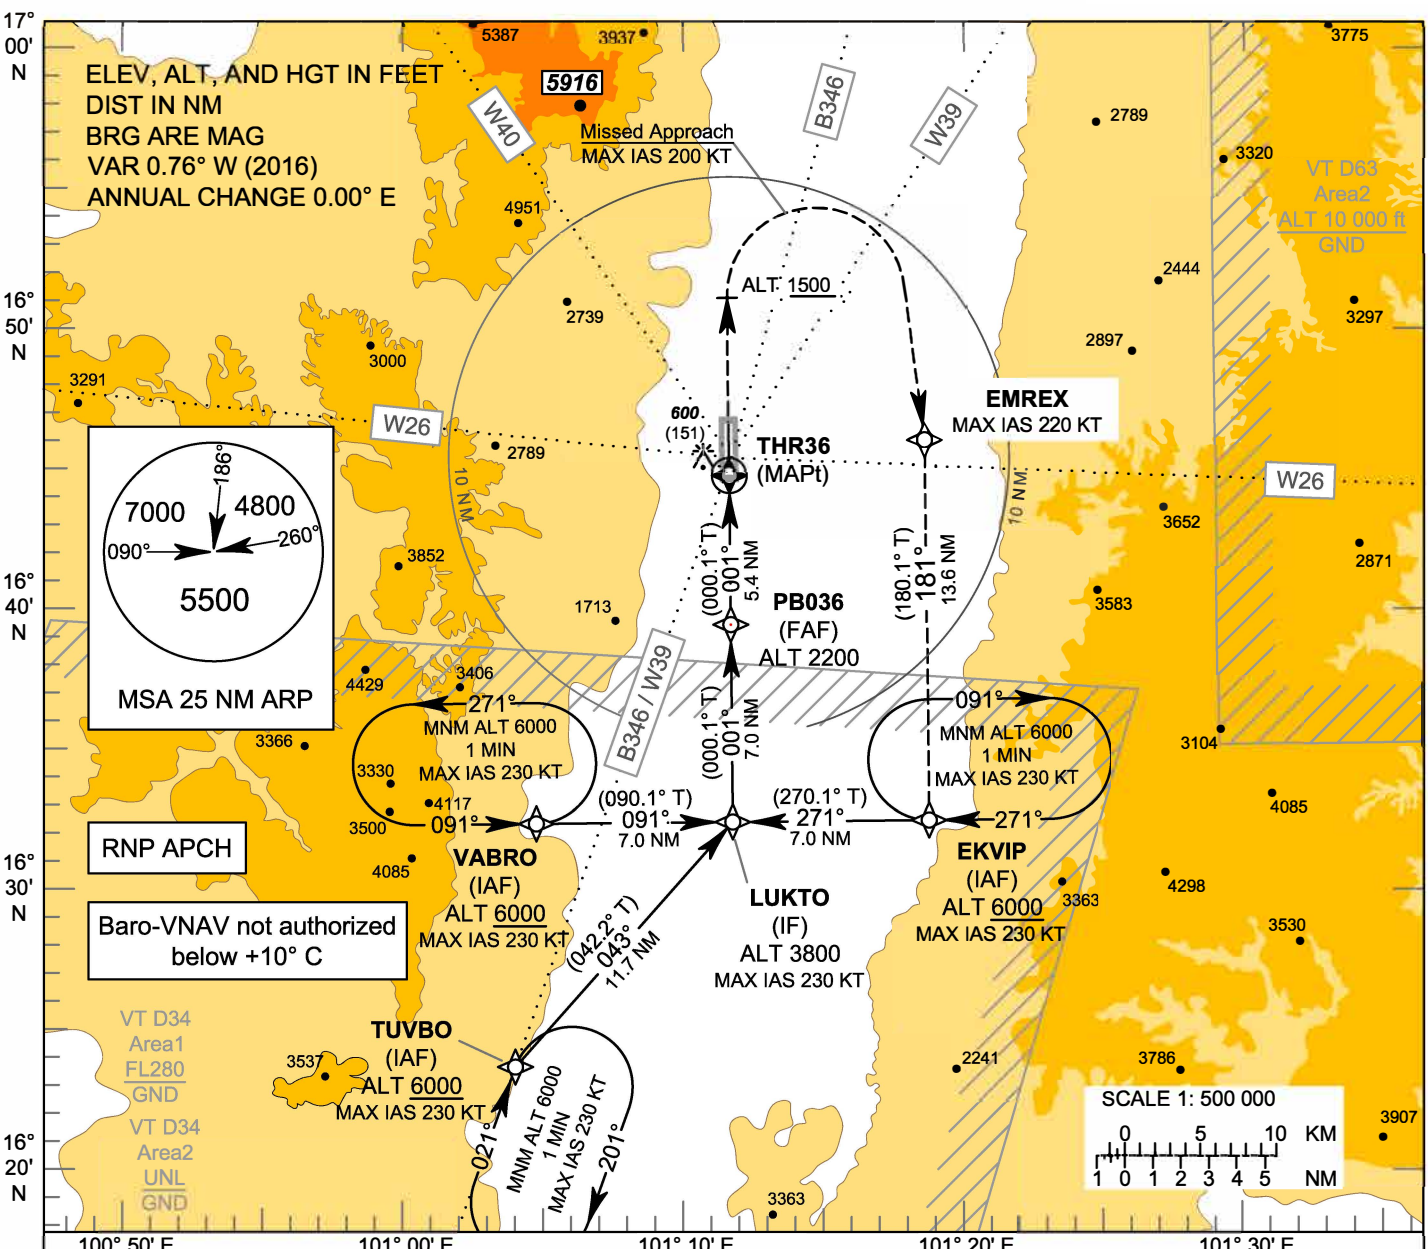 17°
00'
N
ELEV, ALT, AND HGT IN FEET
DIST IN NM
BRG ARE MAG
VAR 0.76° W (2016)
ANNUAL CHANGE 0.00° E
5387
3937
5916
Missed Approach
MAX IAS 200 KT
W40
B346
W39
3775
2789
3320
VT D63
Area2
ALT 10 000 ft
GND
4951
2444
ALT 1500
16°
50'
N
2739
3297
3000
2897
3291
W26
EMREX
MAX IAS 220 KT
600
(151)
THR36
(MAPt)
2789
10 NM
10 NM
W26
186°
7000
4800
090°
260°
5500
MSA 25 NM ARP
3652
2871
3852
(000.1° T)
001°
5.4 NM
(180.1° T)
181°
13.6 NM
16°
40'
N
3583
1713
PB036
(FAF)
ALT 2200
B346 / W39
4429
3406
271°
MNM ALT 6000
1 MIN
MAX IAS 230 KT
091°
(000.1° T)
001°
7.0 NM
091°
MNM ALT 6000
1 MIN
MAX IAS 230 KT
271°
3366
3104
3330
4117
3500
4085
(090.1° T)
091°
7.0 NM
(270.1° T)
271°
7.0 NM
RNP APCH
4085
VABRO
(IAF)
ALT 6000
MAX IAS 230 KT
EKVIP
(IAF)
ALT 6000
MAX IAS 230 KT
16°
30'
N
4298
3363
LUKTO
(IF)
ALT 3800
MAX IAS 230 KT
3530
Baro-VNAV not authorized
below +10° C
(042.2° T)
043°
11.7 NM
VT D34
Area1
FL280
GND
TUVBO
(IAF)
ALT 6000
MAX IAS 230 KT
3537
2241
3786
VT D34
Area2
UNL
GND
021°
MNM ALT 6000
1 MIN
MAX IAS 230 KT
201°
SCALE 1: 500 000
0 5 10 KM
1 0 1 2 3 4 5 NM
3907
16°
20'
N
3363
100° 50' E
101° 00' E
101° 10' E
101° 20' E
101° 30' E